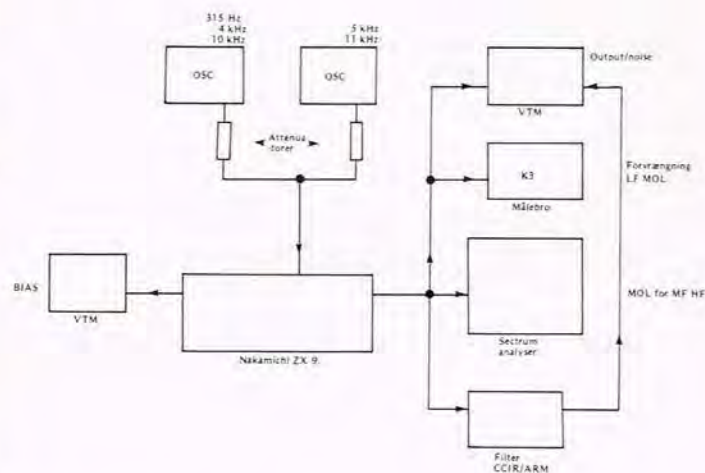 315 Hz
4 kHz
10 kHz
5 kHz
11 kHz
OSC
OSC
Attenua
-torer
Output/noise
VTM
Forvrængning
LF MOL
K3
Målebro
BIAS
VTM
Nakamichi ZX 9.
MOL for MF HF
Sectrum
analyser
Filter
CCIR/ARM